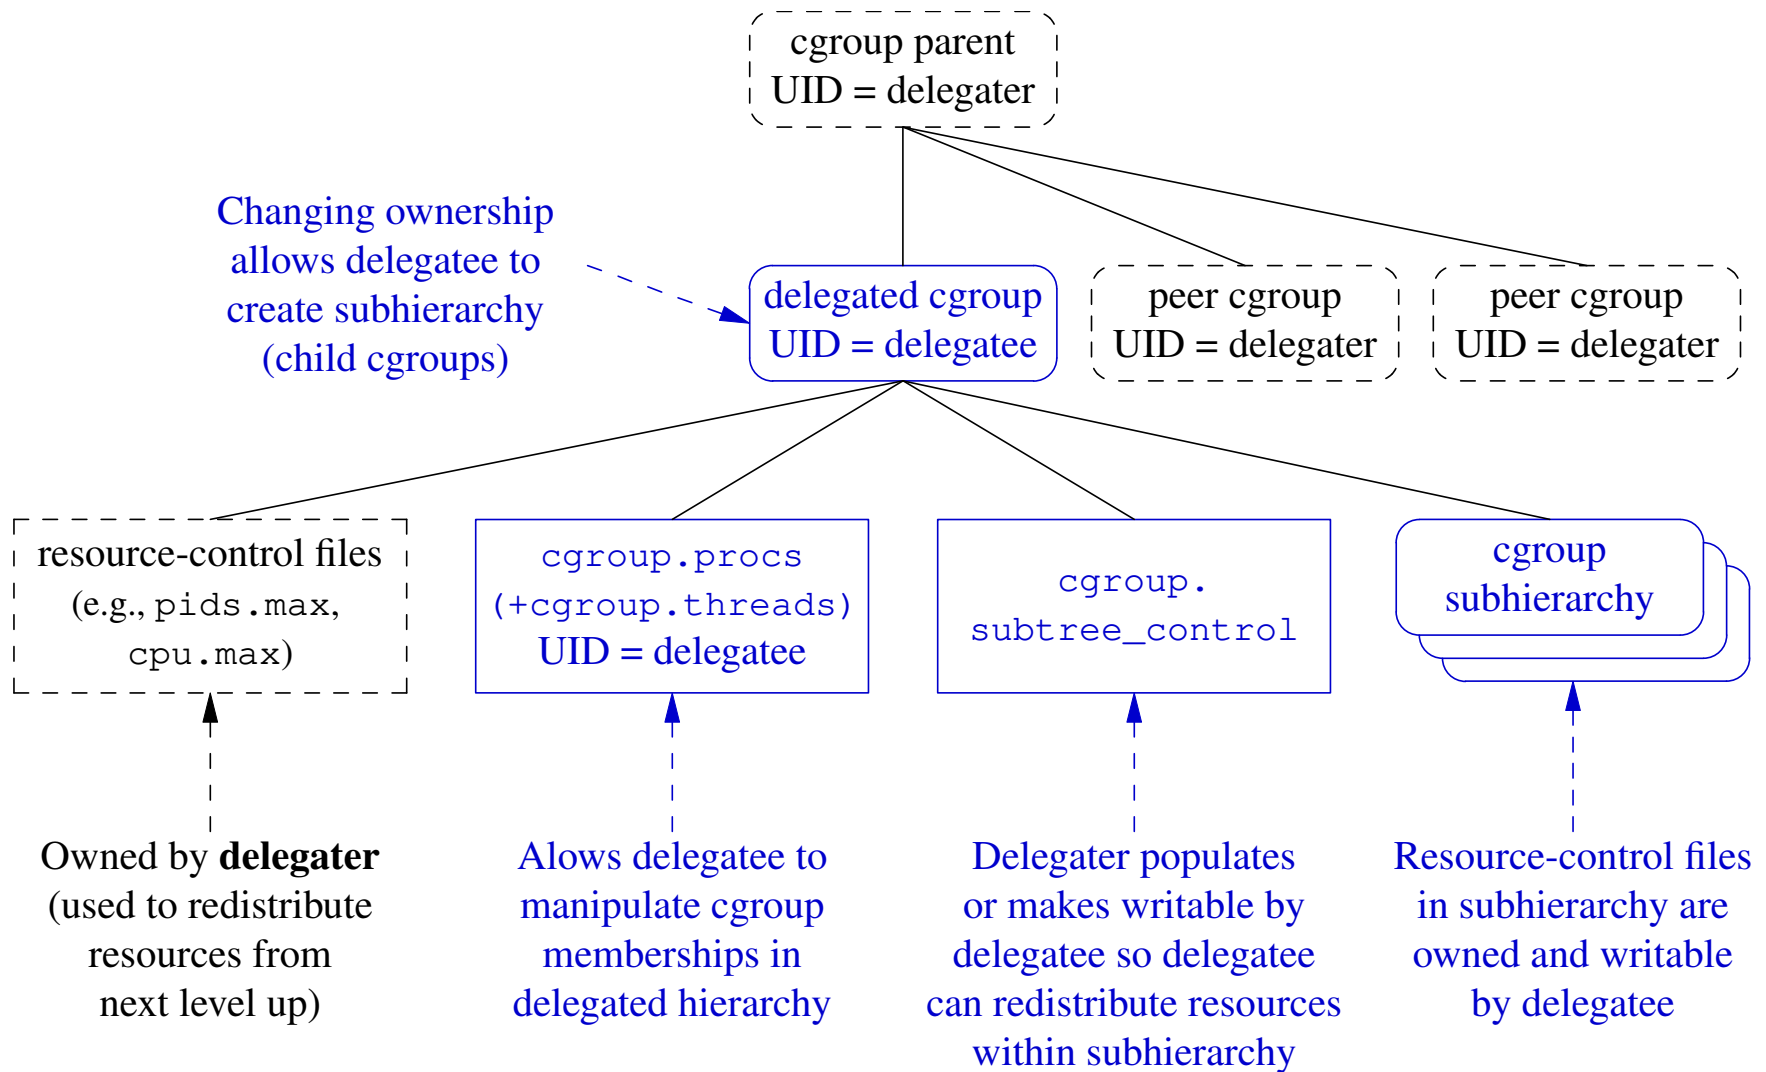 cgroup parent
UID = delegater
Changing ownership
allows delegatee to
create subhierarchy
(child cgroups)
delegated cgroup
UID = delegatee
peer cgroup
UID = delegater
peer cgroup
UID = delegater
resource-control files
(e.g., pids.max,
cpu.max)
cgroup.procs
(+cgroup.threads)
UID = delegatee
cgroup.
subtree_control
cgroup
subhierarchy
Owned by delegater
(used to redistribute
resources from
next level up)
Alows delegatee to
manipulate cgroup
memberships in
delegated hierarchy
Delegater populates
or makes writable by
delegatee so delegatee
can redistribute resources
within subhierarchy
Resource-control files
in subhierarchy are
owned and writable
by delegatee